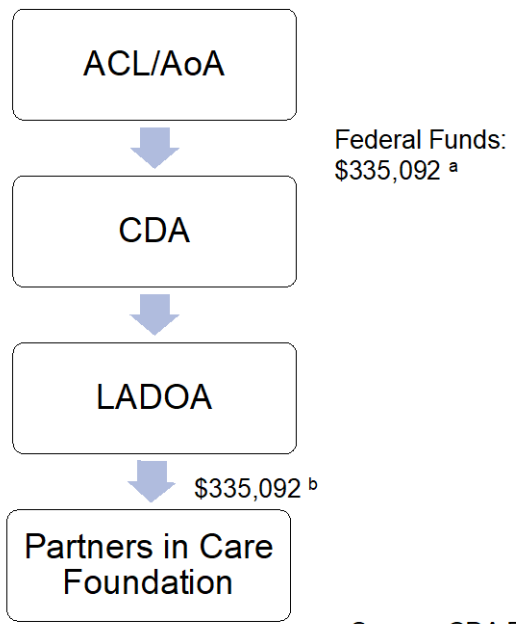 ACL/AoA
Federal Funds:
$335,092 a
CDA
LADOA
$335,092 b
Partners in Care
Foundation